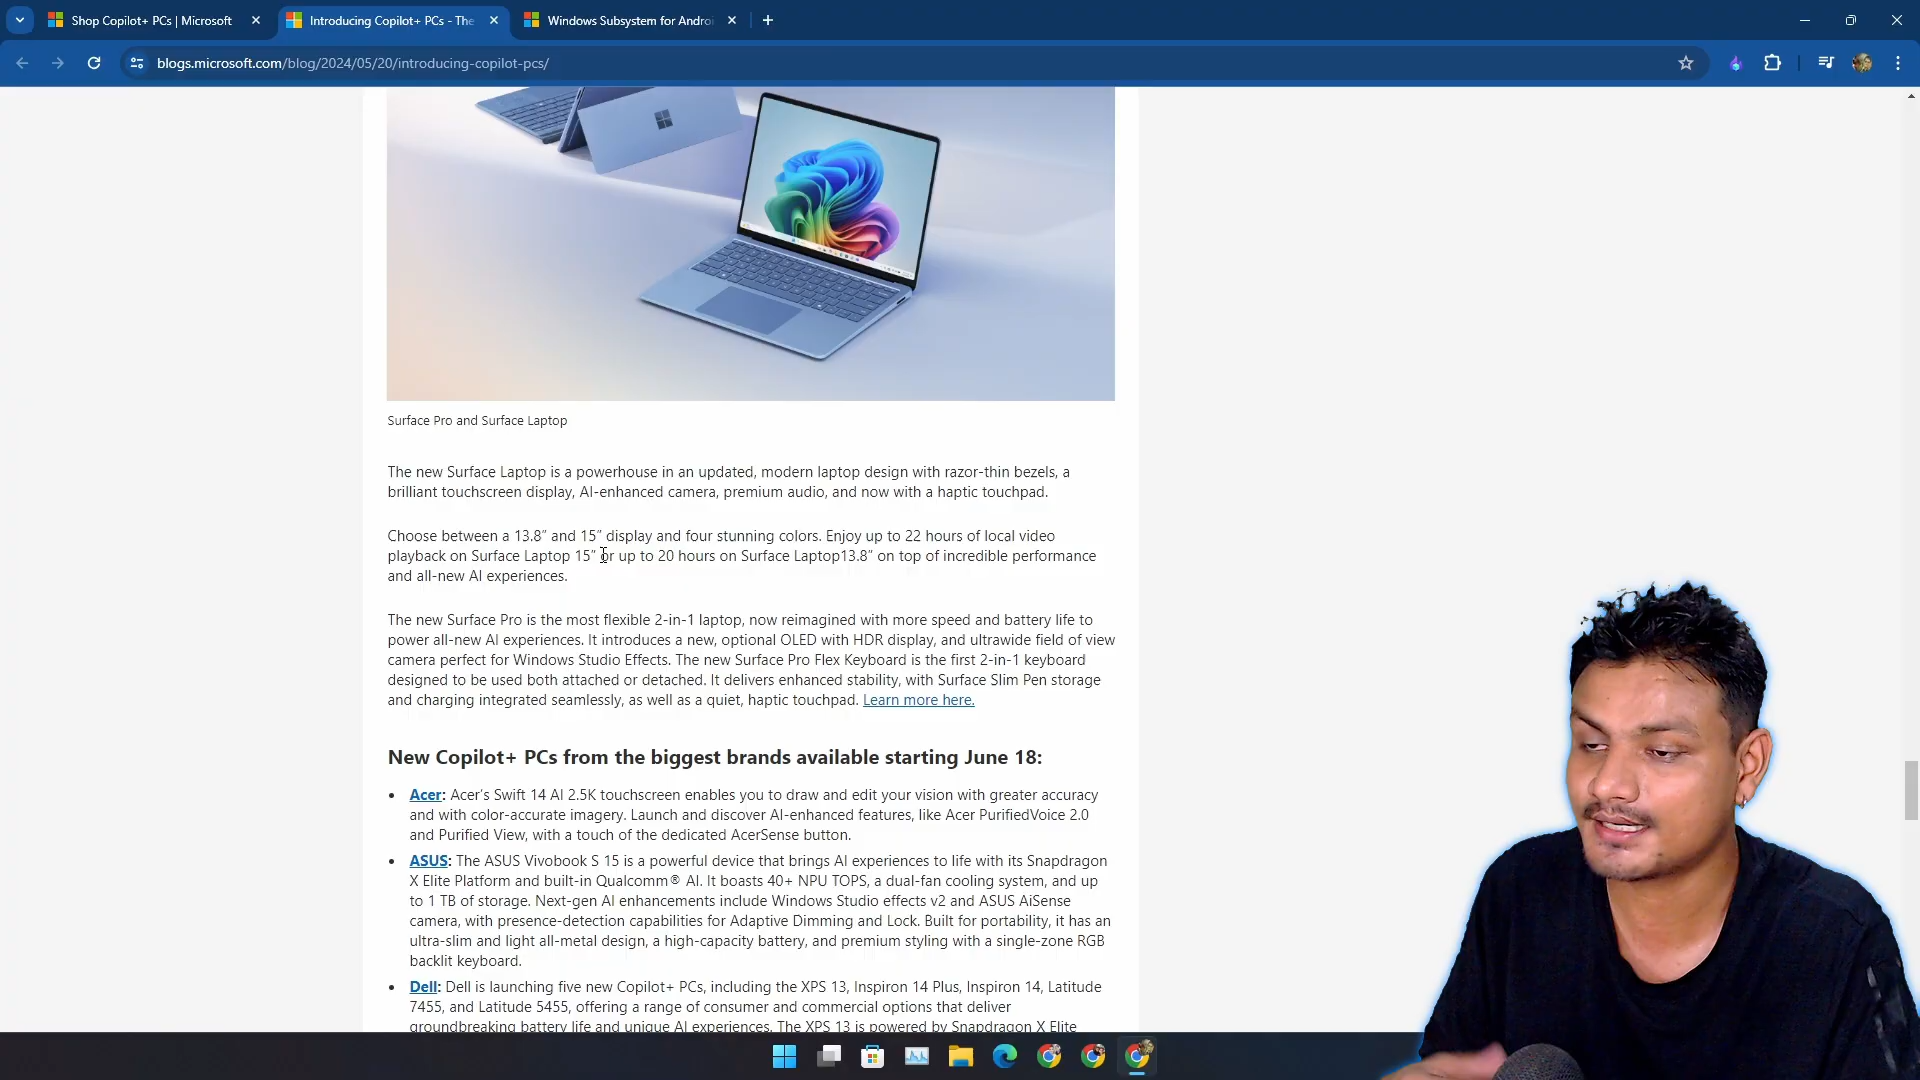 Shop Copilot+ PCs | Microsoft
Introducing Copilot+ PCs - The
Windows Subsystem for Androi
blogs.microsoft.com/blog/2024/05/20/introducing-copilot-pcs/
Surface Pro and Surface Laptop
The new Surface Laptop is a powerhouse in an updated, modern laptop design with razor-thin bezels, a
brilliant touchscreen display, AI-enhanced camera, premium audio, and now with a haptic touchpad.
Choose between a 13.8” and 15” display and four stunning colors. Enjoy up to 22 hours of local video
playback on Surface Laptop 15” or up to 20 hours on Surface Laptop13.8” on top of incredible performance
and all-new AI experiences.
The new Surface Pro is the most flexible 2-in-1 laptop, now reimagined with more speed and battery life to
power all-new AI experiences. It introduces a new, optional OLED with HDR display, and ultrawide field of view
camera perfect for Windows Studio Effects. The new Surface Pro Flex Keyboard is the first 2-in-1 keyboard
designed to be used both attached or detached. It delivers enhanced stability, with Surface Slim Pen storage
and charging integrated seamlessly, as well as a quiet, haptic touchpad. Learn more here.
New Copilot+ PCs from the biggest brands available starting June 18:
• Acer: Acer’s Swift 14 AI 2.5K touchscreen enables you to draw and edit your vision with greater accuracy
and with color-accurate imagery. Launch and discover AI-enhanced features, like Acer PurifiedVoice 2.0
and Purified View, with a touch of the dedicated AcerSense button.
• ASUS: The ASUS Vivobook S 15 is a powerful device that brings AI experiences to life with its Snapdragon
X Elite Platform and built-in Qualcomm® AI. It boasts 40+ NPU TOPS, a dual-fan cooling system, and up
to 1 TB of storage. Next-gen AI enhancements include Windows Studio effects v2 and ASUS AiSense
camera, with presence-detection capabilities for Adaptive Dimming and Lock. Built for portability, it has an
ultra-slim and light all-metal design, a high-capacity battery, and premium styling with a single-zone RGB
backlit keyboard.
• Dell: Dell is launching five new Copilot+ PCs, including the XPS 13, Inspiron 14 Plus, Inspiron 14, Latitude
7455, and Latitude 5455, offering a range of consumer and commercial options that deliver
groundbreaking battery life and unique AI experiences. The XPS 13 is powered by Snapdragon X Elite